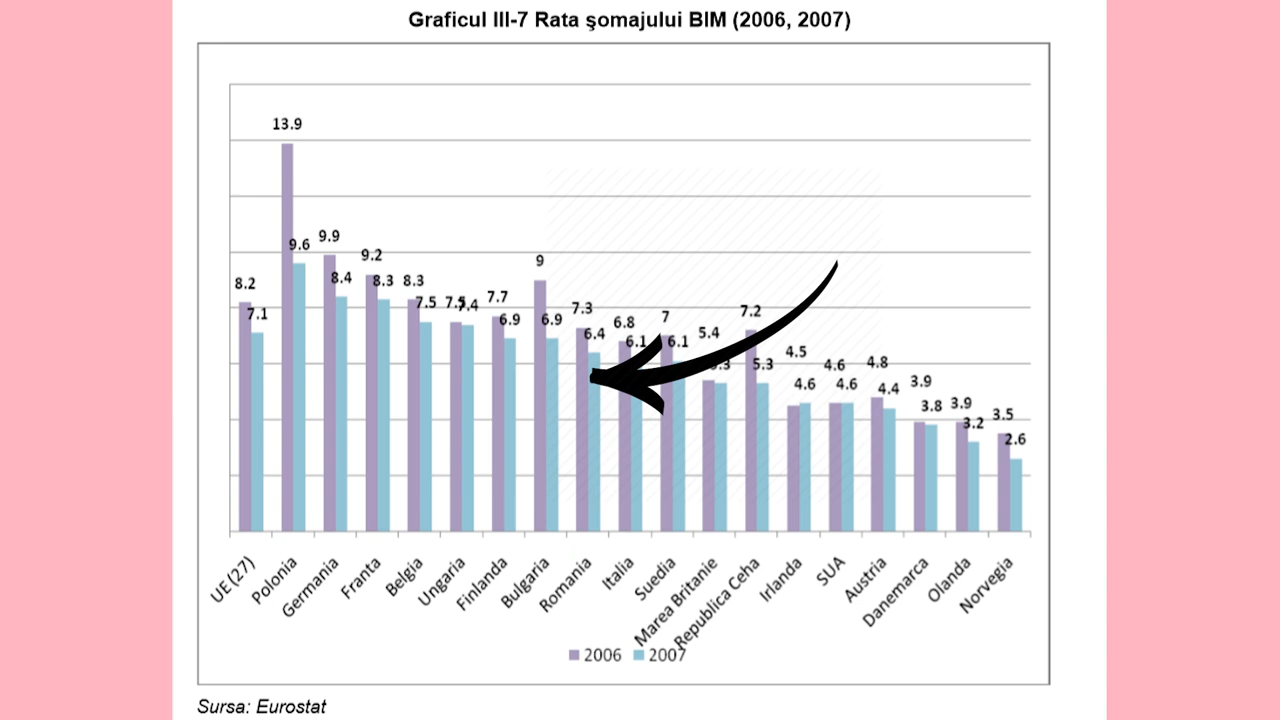 Graficul III-7 Rata şomajului BIM (2006, 2007)
13.9
9.6 9.9
9.2
9
8.2 8.4 8.3 8.3
7.1 7.5 7.4 7.7 6.9 6.9 7.3 6.8 7 7.2
6.4 6.1 6.1 5.4
5.3 4.5 4.6 4.8
4.6 4.6 4.4 3.9
3.8 3.9 3.5
3.2 2.6
UE (27) Polonia Germania Franta Belgia Ungaria Finlanda Bulgaria Romania Italia Suedia Marea Britanie Republica Ceha Irlanda SUA Austria Danemarca Olanda Norvegia
2006 2007
Sursa: Eurostat